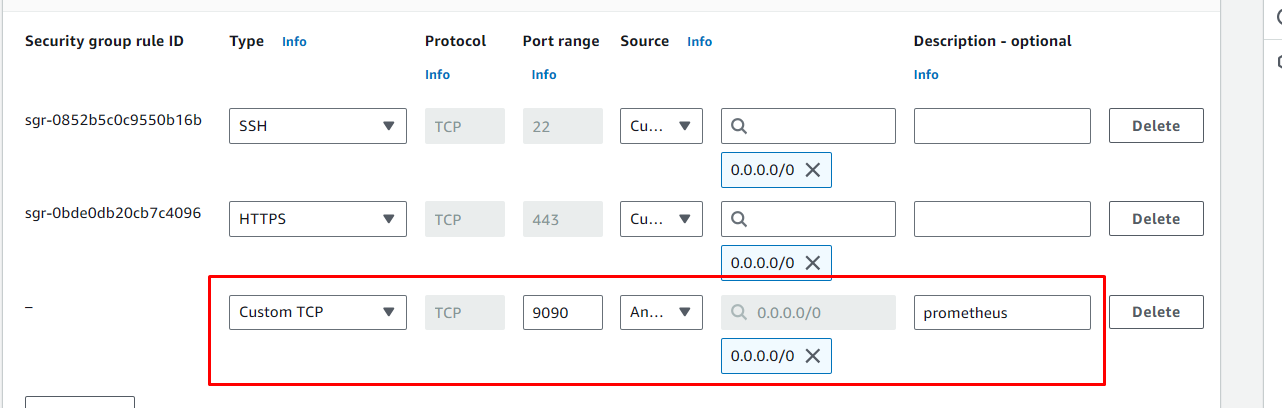 Security group rule ID Type Info Protocol Port range Source Info Description - optional
Info Info Info
sgr-0852b5c0c9550b16b SSH TCP 22 Cu... Delete
0.0.0.0/0
sgr-0bde0db20cb7c4096 HTTPS TCP 443 Cu... Delete
0.0.0.0/0
– Custom TCP TCP 9090 An... 0.0.0.0/0 prometheus Delete
0.0.0.0/0